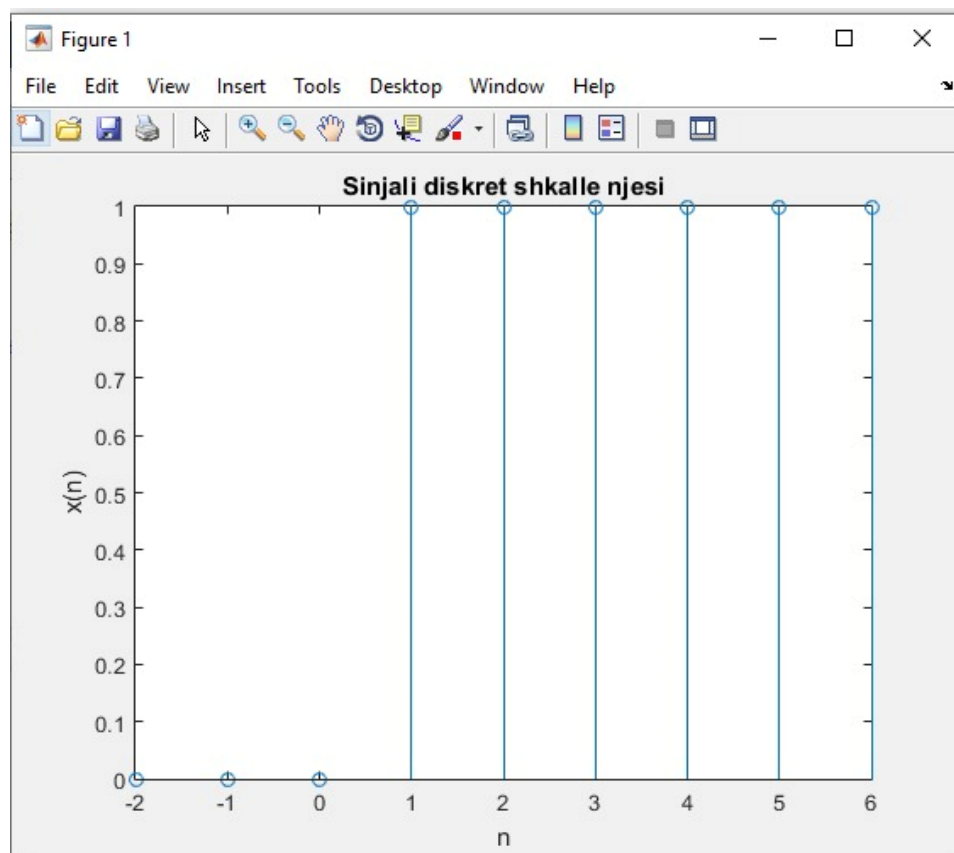 Figure 1
File Edit View Insert Tools Desktop Window Help
Sinjali diskret shkalle njesi
1
0.9
0.8
0.7
0.6
0.5
0.4
0.3
0.2
0.1
0
x(n)
-2 -1 0 1 2 3 4 5 6
n